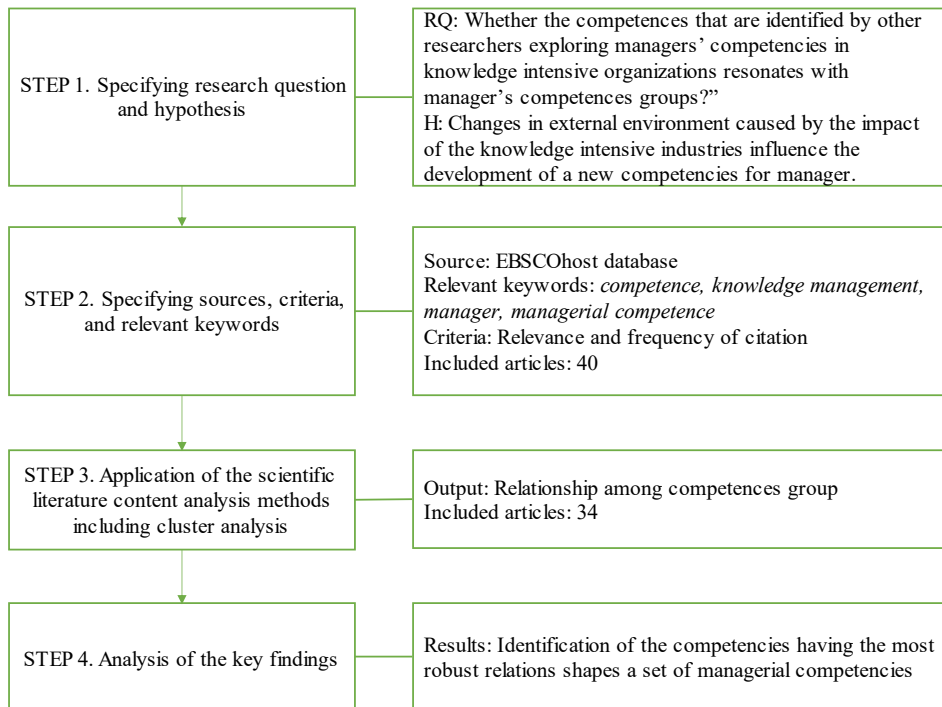 STEP 1. Specifying research question
and hypothesis
RQ: Whether the competences that are identified by other
researchers exploring managers’ competencies in
knowledge intensive organizations resonates with
manager’s competences groups?”
H: Changes in external environment caused by the impact
of the knowledge intensive industries influence the
development of a new competencies for manager.
STEP 2. Specifying sources, criteria,
and relevant keywords
Source: EBSCOhost database
Relevant keywords: competence, knowledge management,
manager, managerial competence
Criteria: Relevance and frequency of citation
Included articles: 40
STEP 3. Application of the scientific
literature content analysis methods
including cluster analysis
Output: Relationship among competences group
Included articles: 34
STEP 4. Analysis of the key findings
Results: Identification of the competencies having the most
robust relations shapes a set of managerial competencies